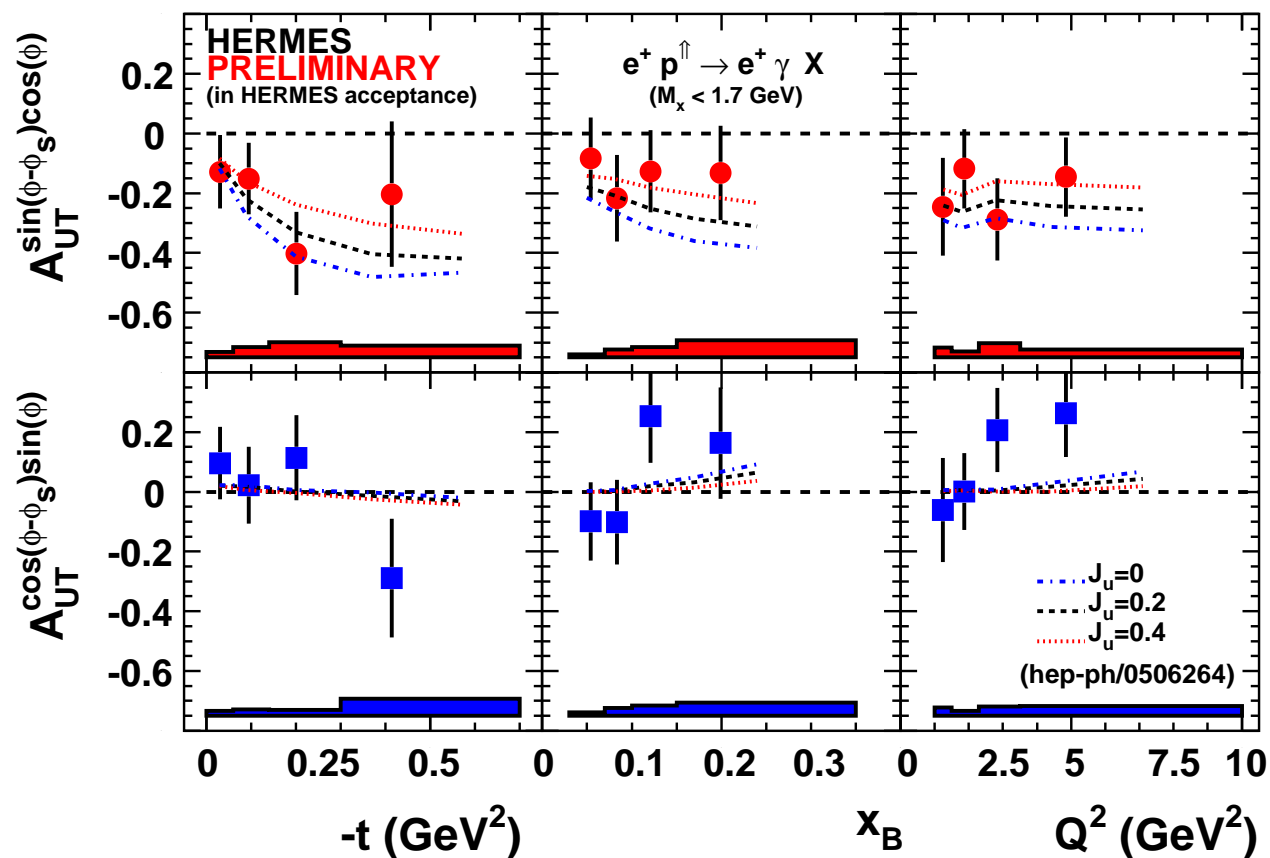 HERMES
PRELIMINARY
(in HERMES acceptance)
e⁺ p⇑ → e⁺ γ X
(Mₓ < 1.7 GeV)
A_UT^sin(φ-φ_S)cos(φ)
0.2
0
-0.2
-0.4
-0.6
A_UT^cos(φ-φ_S)sin(φ)
0.2
0
-0.2
-0.4
-0.6
J_u=0
J_u=0.2
J_u=0.4
(hep-ph/0506264)
0 0.25 0.5
0 0.1 0.2 0.3
0 2.5 5 7.5 10
-t (GeV²)
x_B
Q² (GeV²)